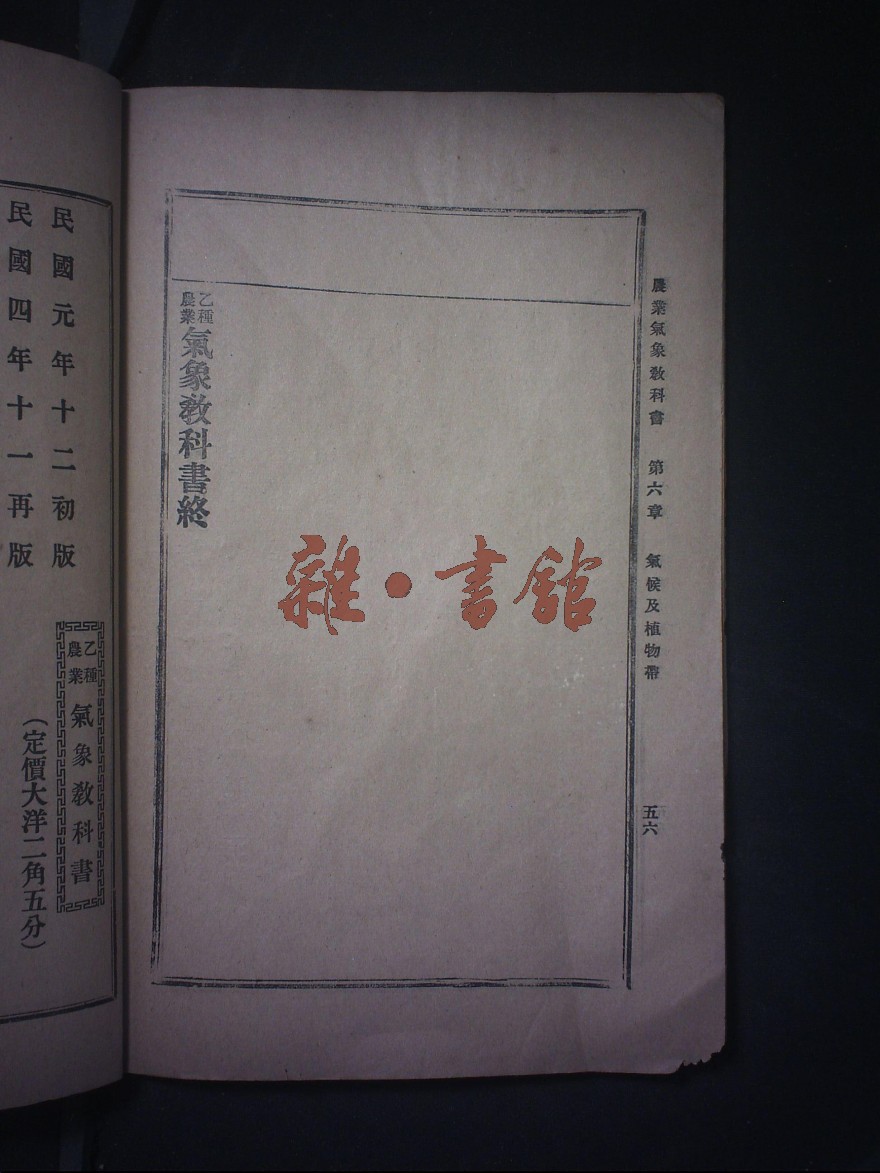 農業氣象教科書　第六章　氣候及植物帶　五六
乙種農業氣象教科書終
雜・書館
民國元年十二初版
民國四年十一再版
乙種農業氣象教科書
（定價大洋二角五分）